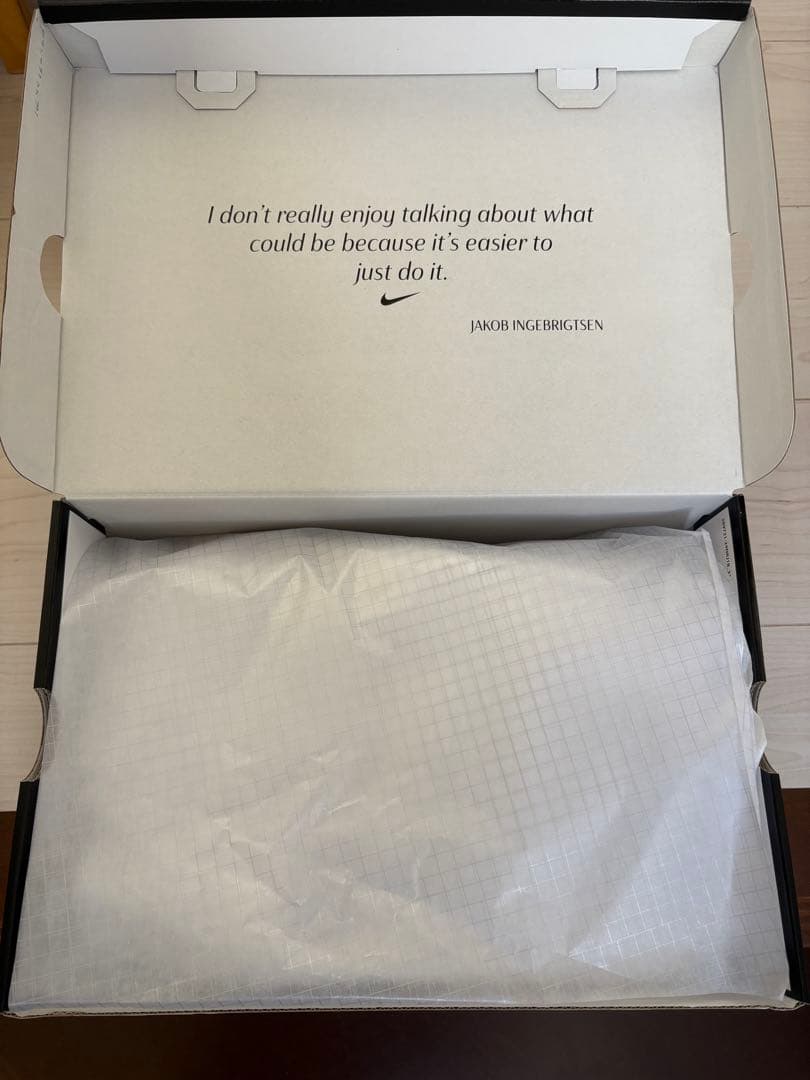 I don't really enjoy talking about what
could be because it's easier to
just do it.
JAKOB INGEBRIGTSEN